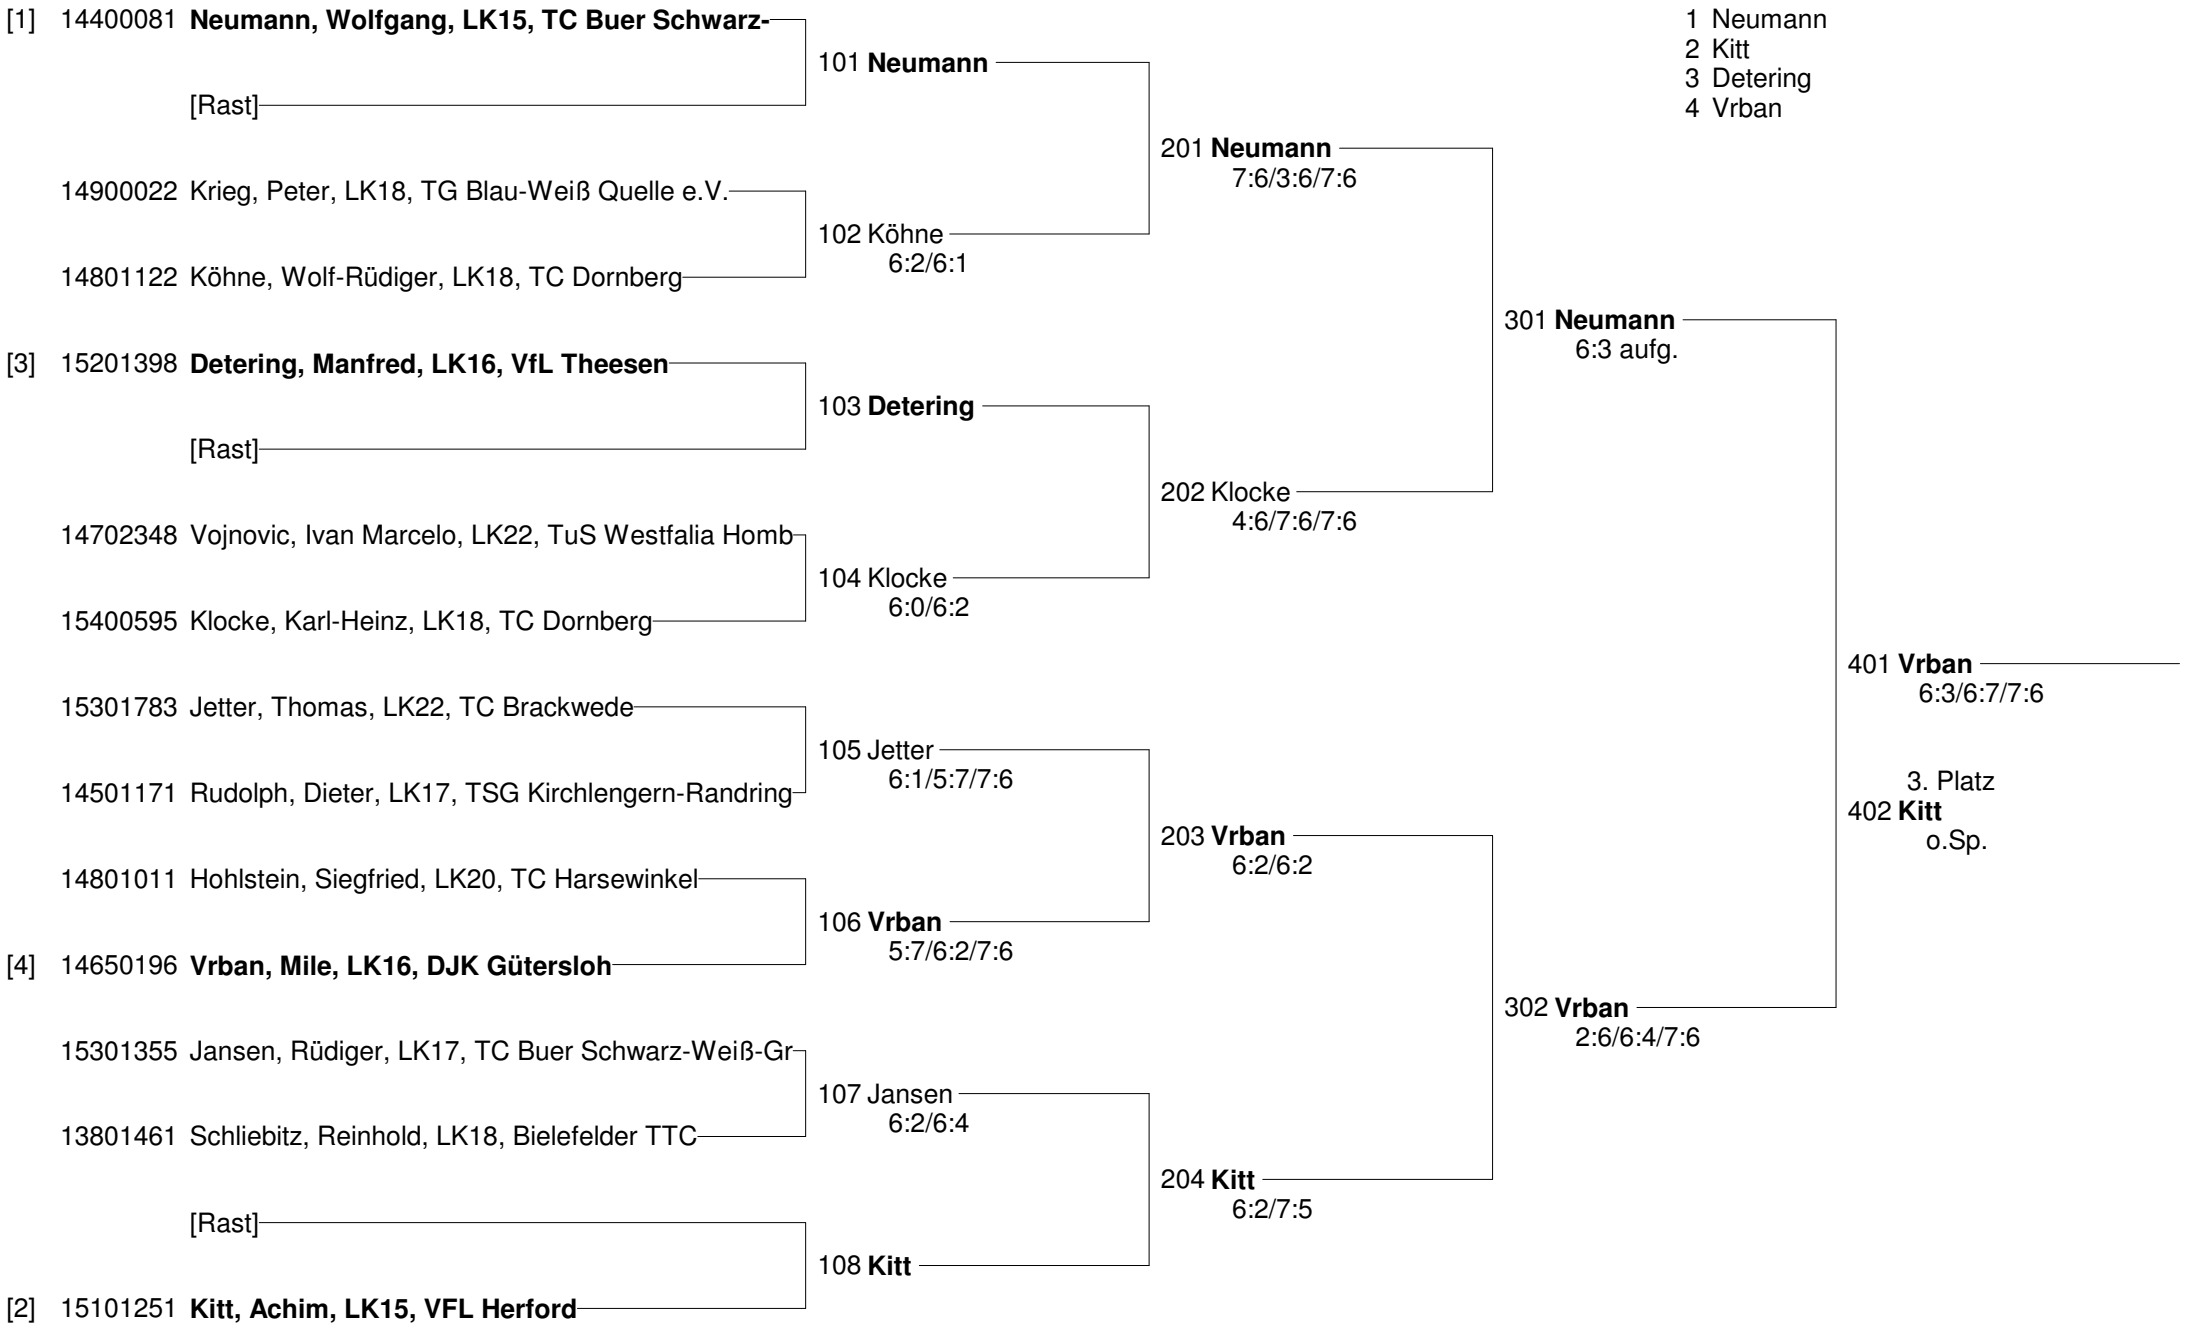 [1] 14400081 Neumann, Wolfgang, LK15, TC Buer Schwarz-
[Rast]
14900022 Krieg, Peter, LK18, TG Blau-Weiß Quelle e.V.
14801122 Köhne, Wolf-Rüdiger, LK18, TC Dornberg
[3] 15201398 Detering, Manfred, LK16, VfL Theesen
[Rast]
14702348 Vojnovic, Ivan Marcelo, LK22, TuS Westfalia Homb
15400595 Klocke, Karl-Heinz, LK18, TC Dornberg
15301783 Jetter, Thomas, LK22, TC Brackwede
14501171 Rudolph, Dieter, LK17, TSG Kirchlengern-Randring
14801011 Hohlstein, Siegfried, LK20, TC Harsewinkel
[4] 14650196 Vrban, Mile, LK16, DJK Gütersloh
15301355 Jansen, Rüdiger, LK17, TC Buer Schwarz-Weiß-Gr
13801461 Schliebitz, Reinhold, LK18, Bielefelder TTC
[Rast]
[2] 15101251 Kitt, Achim, LK15, VFL Herford
101 Neumann
102 Köhne
6:2/6:1
103 Detering
104 Klocke
6:0/6:2
105 Jetter
6:1/5:7/7:6
106 Vrban
5:7/6:2/7:6
107 Jansen
6:2/6:4
108 Kitt
201 Neumann
7:6/3:6/7:6
202 Klocke
4:6/7:6/7:6
203 Vrban
6:2/6:2
204 Kitt
6:2/7:5
301 Neumann
6:3 aufg.
302 Vrban
2:6/6:4/7:6
401 Vrban
6:3/6:7/7:6
3. Platz
402 Kitt
o.Sp.
1 Neumann
2 Kitt
3 Detering
4 Vrban